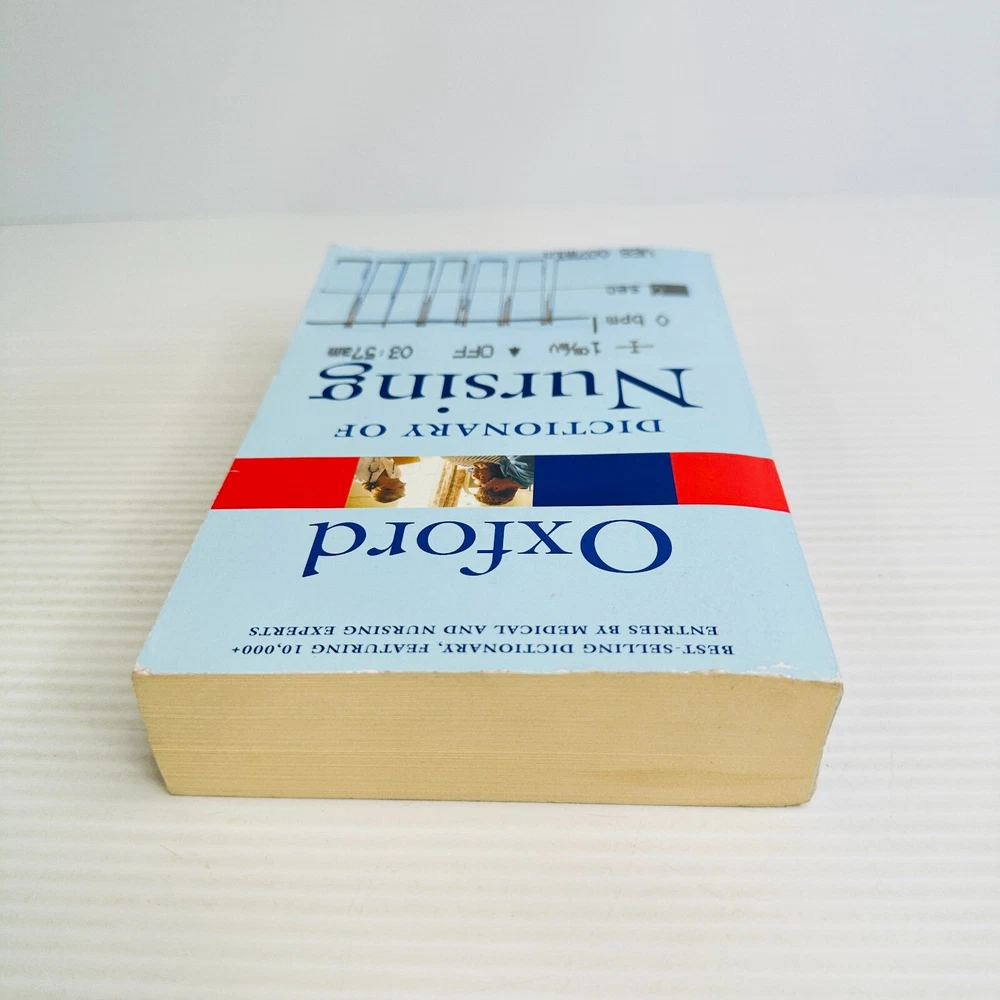 BEST-SELLING DICTIONARY, FEATURING 10,000+
ENTRIES BY MEDICAL AND NURSING EXPERTS
Oxford
DICTIONARY OF
Nursing
OFF 03:57am
0 bpm
sec